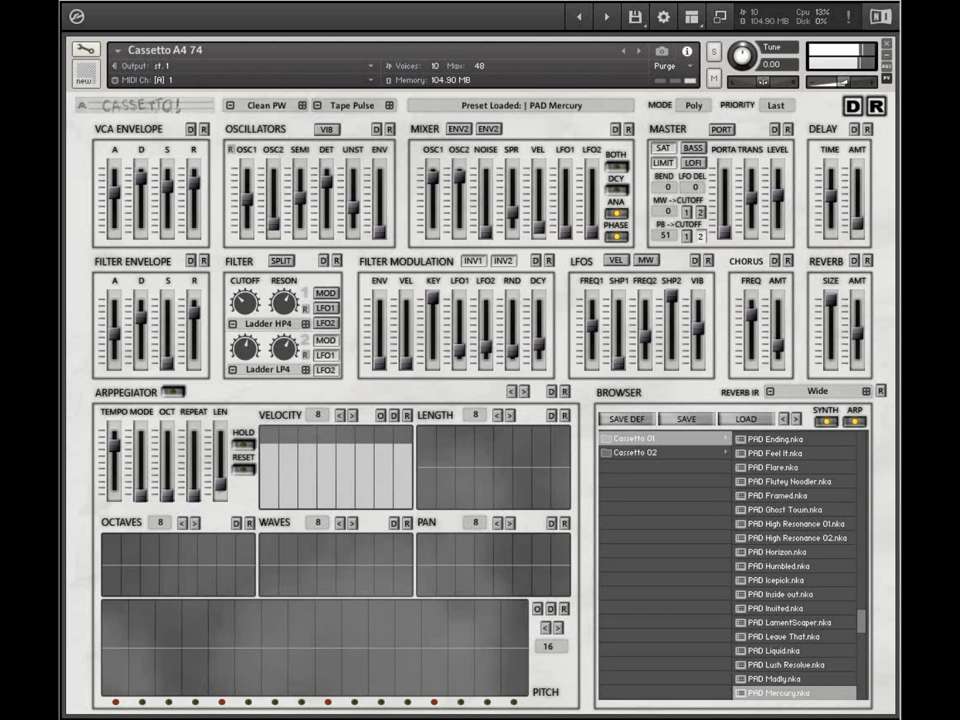 10 Cpu 13%
104.90 MB Disk 0%
Cassetto A4 74
Output: st. 1 Voices: 10 Max: 48 Purge
MIDI Ch: [A] 1 Memory: 104.90 MB
new
S M
Tune
0.00
AUX
PV
CASSETTO! Clean PW Tape Pulse Preset Loaded: | PAD Mercury MODE Poly PRIORITY Last D R
VCA ENVELOPE D R OSCILLATORS VIB D R MIXER ENV2 ENV2 D R MASTER PORT D R DELAY D R
A D S R
R OSC1 OSC2 SEMI DET UNST ENV
OSC1 OSC2 NOISE SPR VEL LFO1 LFO2
BOTH
DCY
ANA
PHASE
SAT BASS PORTA TRANS LEVEL
LIMIT LOFI
BEND LFO DEL
0 0
MW ->CUTOFF
0 1 2
PB ->CUTOFF
51 1 2
TIME AMT
FILTER ENVELOPE D R FILTER SPLIT D R FILTER MODULATION INV1 INV2 D R LFOS VEL MW D R CHORUS D R REVERB D R
A D S R
CUTOFF RESON
1 MOD
R LFO1
Ladder HP4 LFO2
2 MOD
R LFO1
Ladder LP4 LFO2
ENV VEL KEY LFO1 LFO2 RND DCY
FREQ1 SHP1 FREQ2 SHP2 VIB
FREQ AMT
SIZE AMT
ARPPEGIATOR < > D R BROWSER REVERB IR Wide R
TEMPO MODE OCT REPEAT LEN
HOLD
RESET
VELOCITY 8 < > O D R LENGTH 8 < > D R
OCTAVES 8 < > D R WAVES 8 < > D R PAN 8 < > D R
O D R
< >
16
PITCH
SAVE DEF SAVE LOAD < > SYNTH ARP
Cassetto 01
Cassetto 02
PAD Ending.nka
PAD Feel It.nka
PAD Flare.nka
PAD Flutey Noodler.nka
PAD Framed.nka
PAD Ghost Town.nka
PAD High Resonance 01.nka
PAD High Resonance 02.nka
PAD Horizon.nka
PAD Humbled.nka
PAD Icepick.nka
PAD Inside out.nka
PAD Invited.nka
PAD LamentScaper.nka
PAD Leave That.nka
PAD Liquid.nka
PAD Lush Resolve.nka
PAD Madly.nka
PAD Mercury.nka